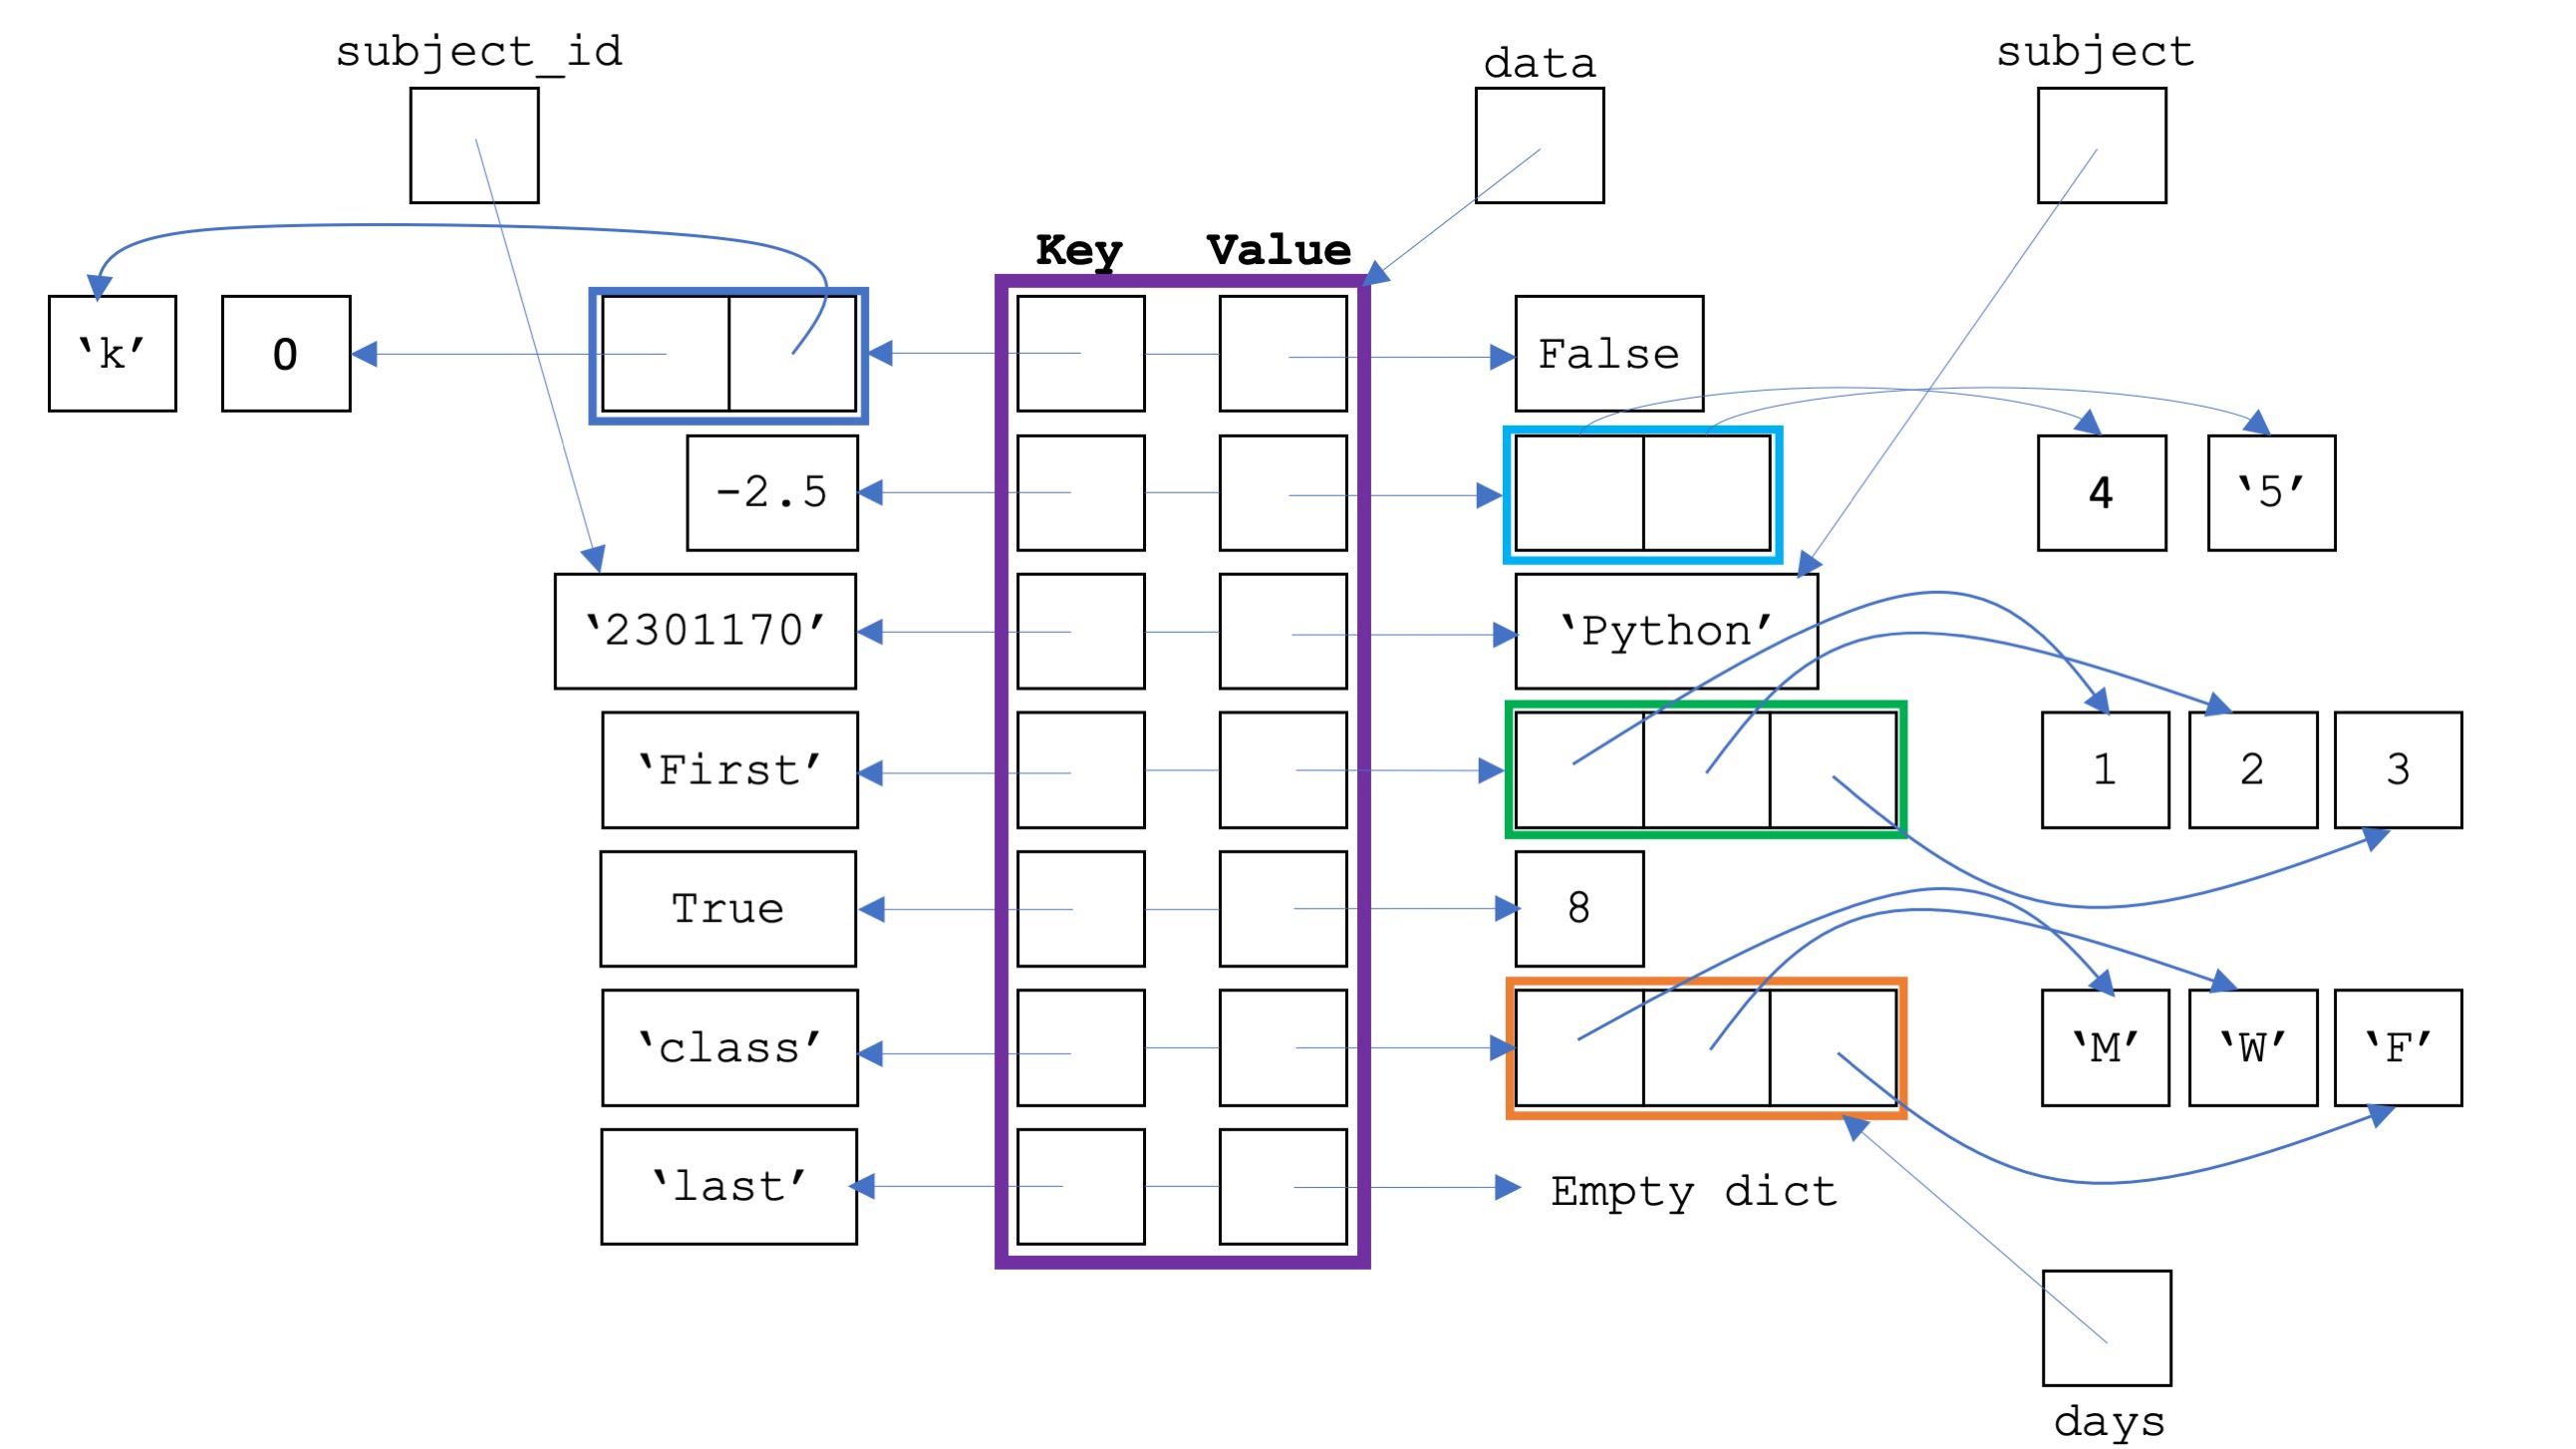 subject_id
data
subject
Key Value
‘k’ 0 False
-2.5 4 ‘5’
‘2301170’ ‘Python’
‘First’ 1 2 3
True 8
‘class’ ‘M’ ‘W’ ‘F’
‘last’ Empty dict
days